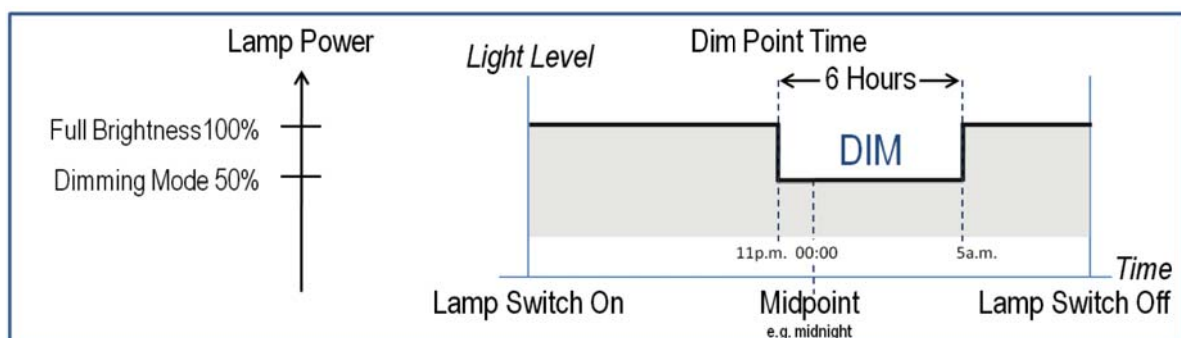 Lamp Power
Full Brightness100%
Dimming Mode 50%
Light Level
Dim Point Time
6 Hours
DIM
11p.m. 00:00
5a.m.
Time
Lamp Switch On
Midpoint
e.g. midnight
Lamp Switch Off